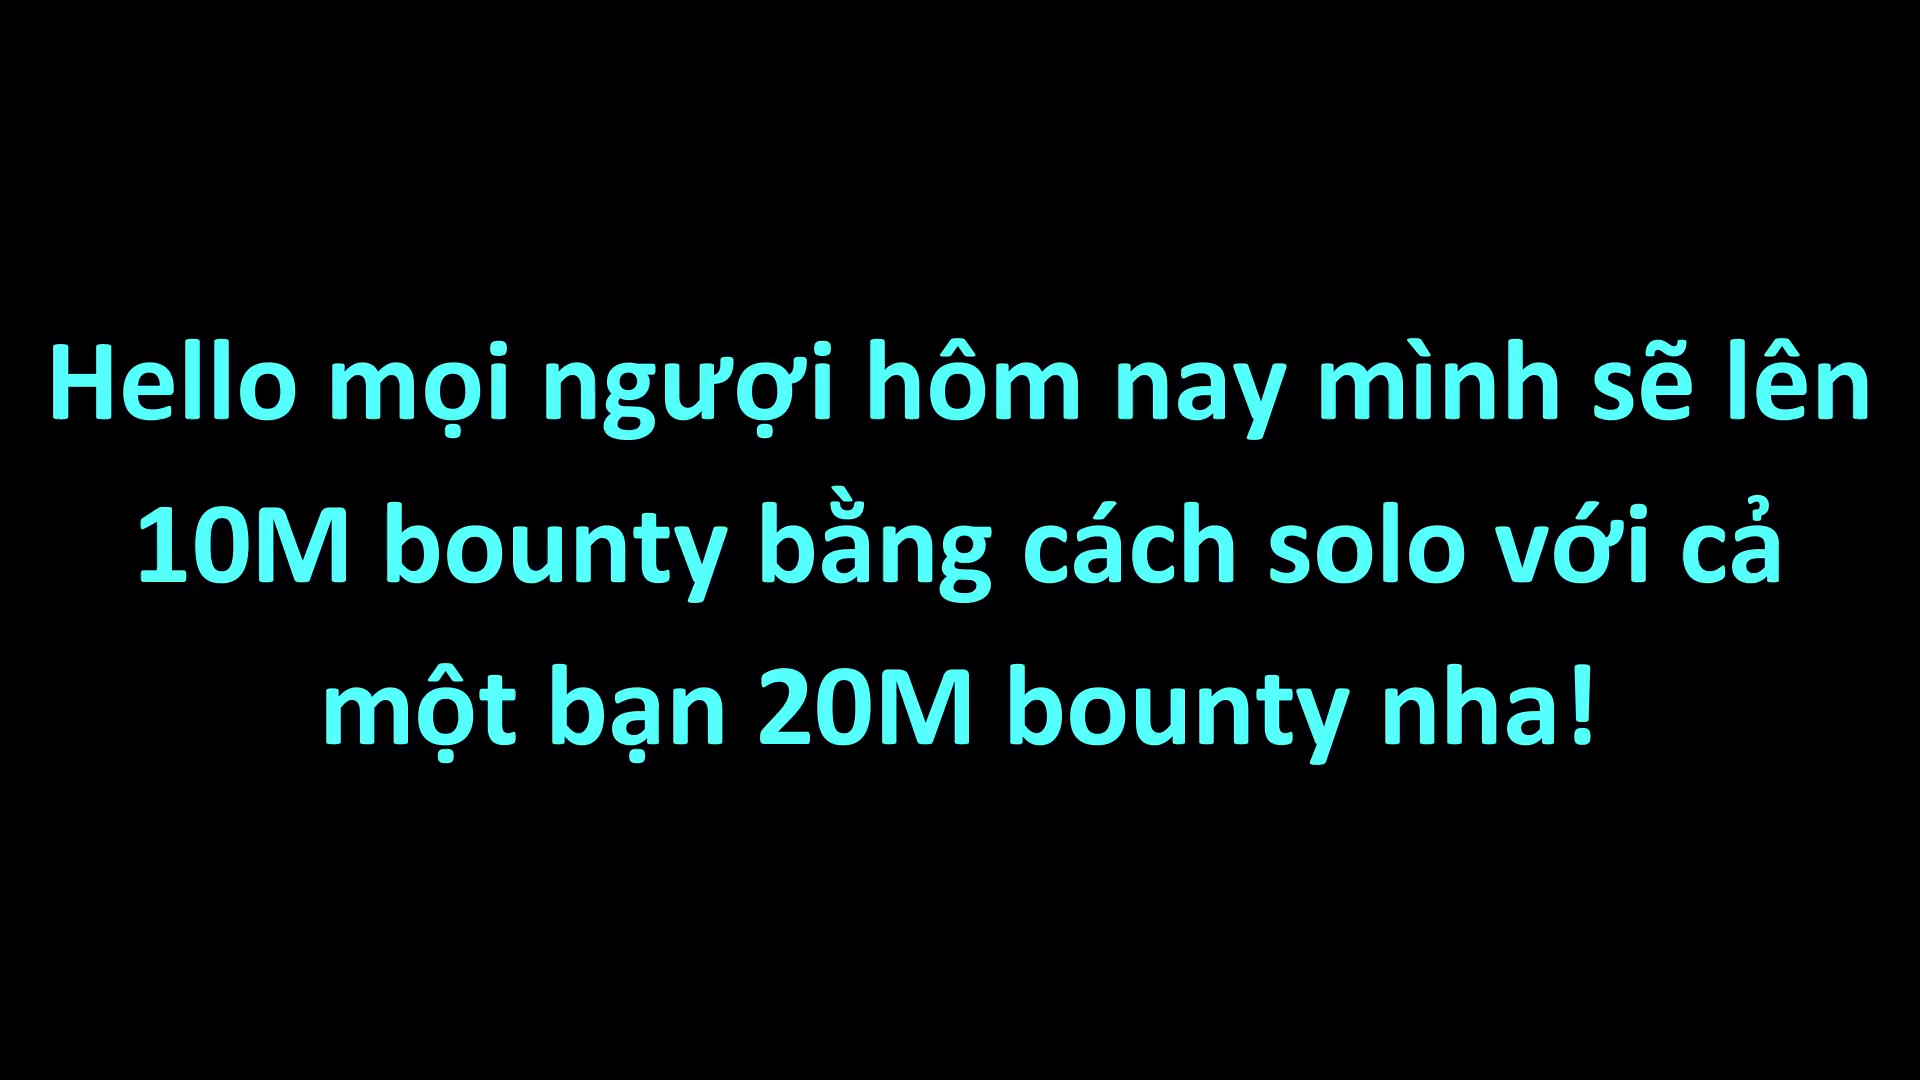 Hello mọi ngượi hôm nay mình sẽ lên
10M bounty bằng cách solo với cả
một bạn 20M bounty nha!